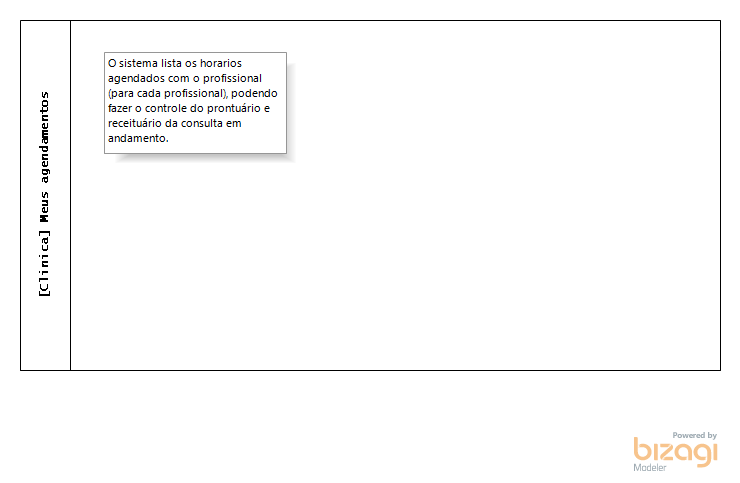 [Clinica] Meus agendamentos
O sistema lista os horarios
agendados com o profissional
(para cada profissional), podendo
fazer o controle do prontuário e
receituário da consulta em
andamento.
Powered by
bizagi
Modeler